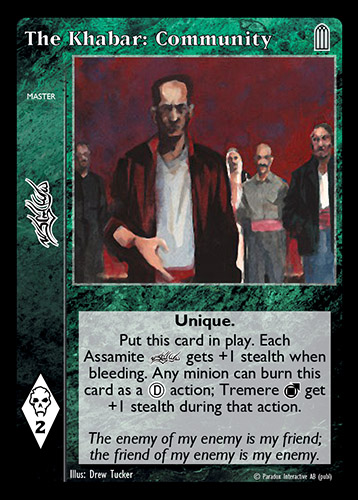 The Khabar: Community
MASTER
Unique.
Put this card in play. Each
Assamite gets +1 stealth when
bleeding. Any minion can burn this
card as a Ⓓ action; Tremere get
+1 stealth during that action.
The enemy of my enemy is my friend;
the friend of my enemy is my enemy.
2
Illus: Drew Tucker
© Paradox Interactive AB (publ)